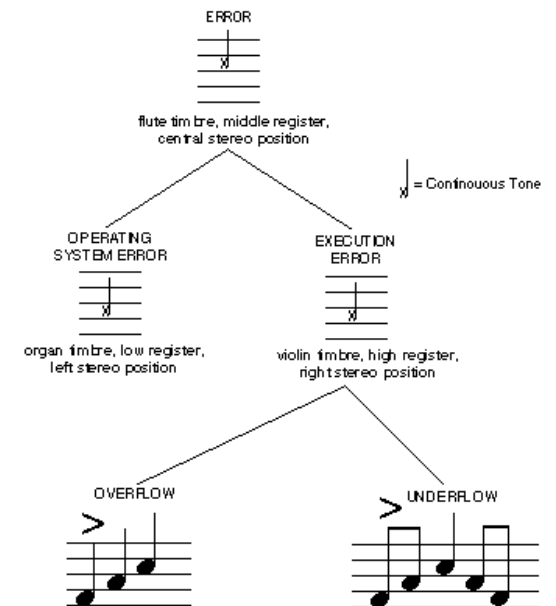 ERROR
flute timbre, middle register,
central stereo position
x = Continouous Tone
OPERATING
SYSTEM ERROR
EXECUTION
ERROR
organ timbre, low register,
left stereo position
violin timbre, high register,
right stereo position
OVERFLOW
UNDERFLOW